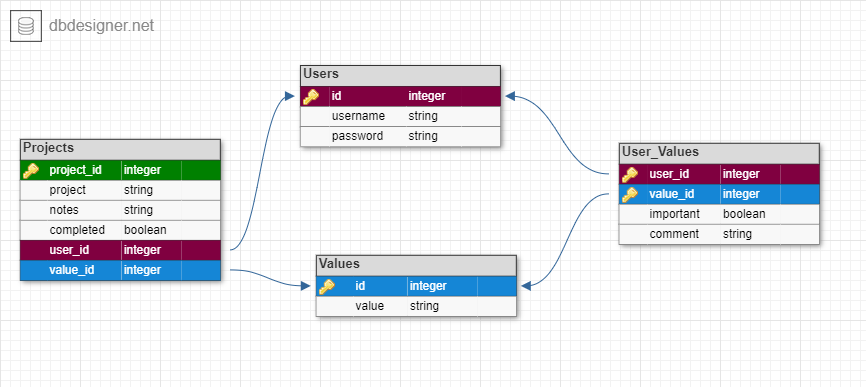 dbdesigner.net
Users
id integer
username string
password string
Projects
project_id integer
project string
notes string
completed boolean
user_id integer
value_id integer
Values
id integer
value string
User_Values
user_id integer
value_id integer
important boolean
comment string